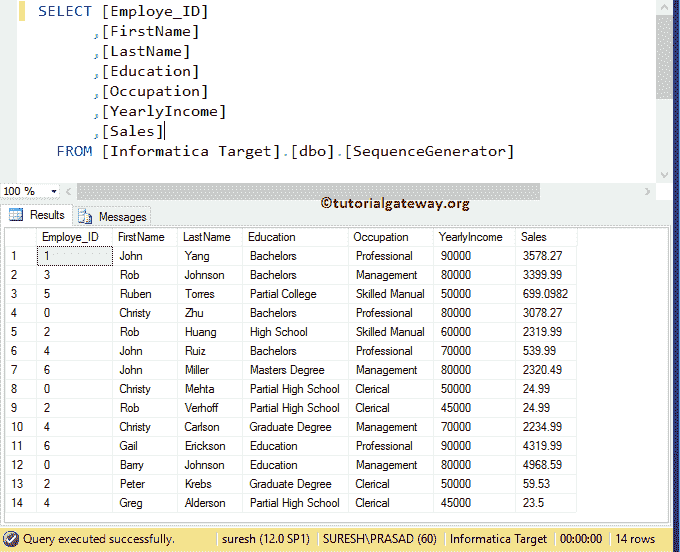 SELECT [Employe_ID]
,[FirstName]
,[LastName]
,[Education]
,[Occupation]
,[YearlyIncome]
,[Sales]
FROM [Informatica Target].[dbo].[SequenceGenerator]
100 %
©tutorialgateway.org
Results Messages
Employe_ID FirstName LastName Education Occupation YearlyIncome Sales
1 1 John Yang Bachelors Professional 90000 3578.27
2 3 Rob Johnson Bachelors Management 80000 3399.99
3 5 Ruben Torres Partial College Skilled Manual 50000 699.0982
4 0 Christy Zhu Bachelors Professional 80000 3078.27
5 2 Rob Huang High School Skilled Manual 60000 2319.99
6 4 John Ruiz Bachelors Professional 70000 539.99
7 6 John Miller Masters Degree Management 80000 2320.49
8 0 Christy Mehta Partial High School Clerical 50000 24.99
9 2 Rob Verhoff Partial High School Clerical 45000 24.99
10 4 Christy Carlson Graduate Degree Management 70000 2234.99
11 6 Gail Erickson Education Professional 90000 4319.99
12 0 Barry Johnson Education Management 80000 4968.59
13 2 Peter Krebs Graduate Degree Clerical 50000 59.53
14 4 Greg Alderson Partial High School Clerical 45000 23.5
Query executed successfully. suresh (12.0 SP1) SURESH\PRASAD (60) Informatica Target 00:00:00 14 rows